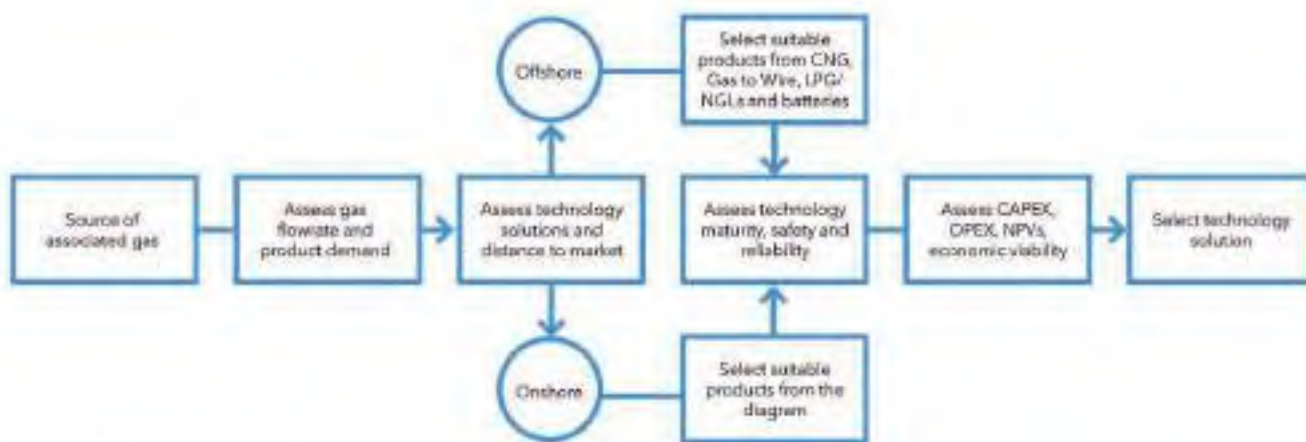 Offshore
Select suitable
products from CNG,
Gas to Wire, LPG/
NGLs and batteries
Source of
associated gas
Assess gas
flowrate and
product demand
Assess technology
solutions and
distance to market
Assess technology
maturity, safety and
reliability
Assess CAPEX,
OPEX, NPVs,
economic viability
Select technology
solution
Onshore
Select suitable
products from the
diagram